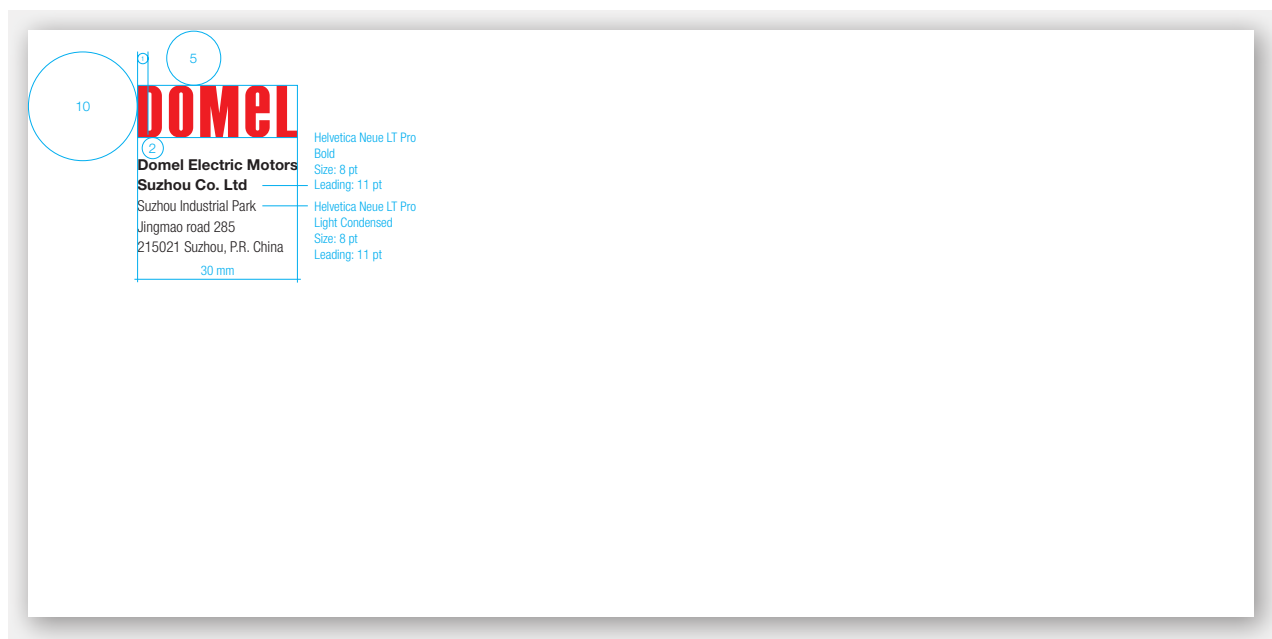 1
5
10
DOMEL
2
Domel Electric Motors
Suzhou Co. Ltd
Suzhou Industrial Park
Jingmao road 285
215021 Suzhou, P.R. China
30 mm
Helvetica Neue LT Pro
Bold
Size: 8 pt
Leading: 11 pt
Helvetica Neue LT Pro
Light Condensed
Size: 8 pt
Leading: 11 pt